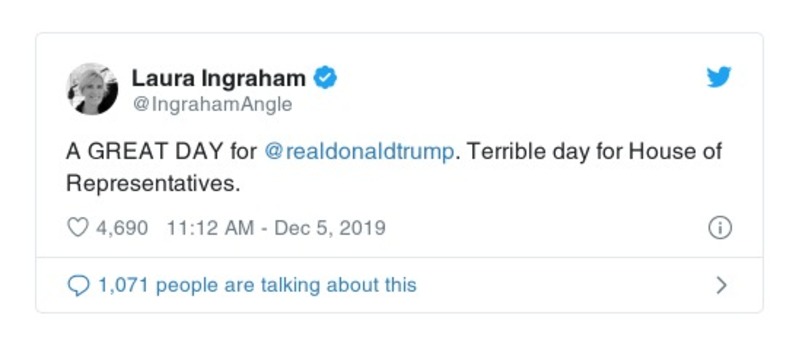 Laura Ingraham
@IngrahamAngle
A GREAT DAY for @realdonaldtrump. Terrible day for House of
Representatives.
4,690 11:12 AM - Dec 5, 2019
1,071 people are talking about this